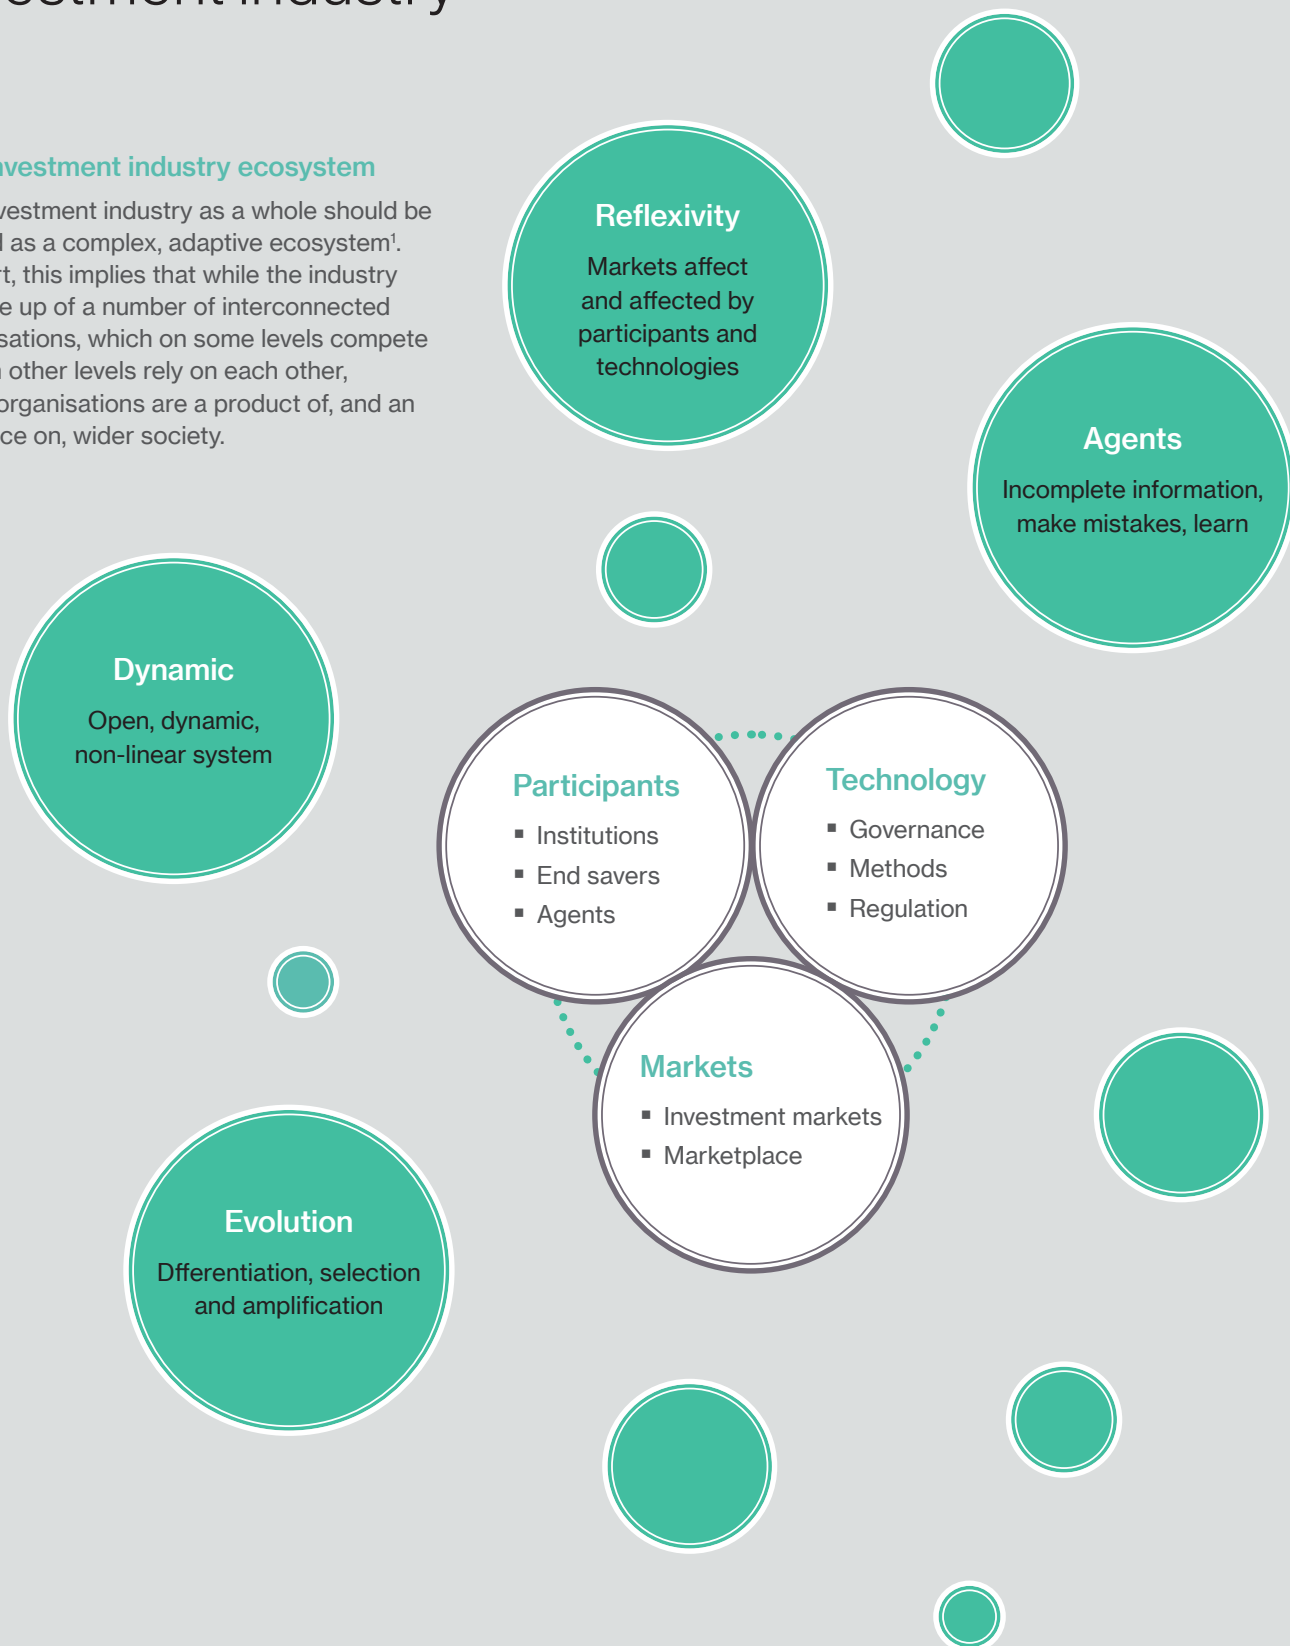 estment industry
nvestment industry ecosystem
vestment industry as a whole should be
l as a complex, adaptive ecosystem¹.
rt, this implies that while the industry
e up of a number of interconnected
sations, which on some levels compete
n other levels rely on each other,
organisations are a product of, and an
ce on, wider society.
Reflexivity
Markets affect
and affected by
participants and
technologies
Agents
Incomplete information,
make mistakes, learn
Dynamic
Open, dynamic,
non-linear system
Participants
▪ Institutions
▪ End savers
▪ Agents
Technology
▪ Governance
▪ Methods
▪ Regulation
Markets
▪ Investment markets
▪ Marketplace
Evolution
Dfferentiation, selection
and amplification